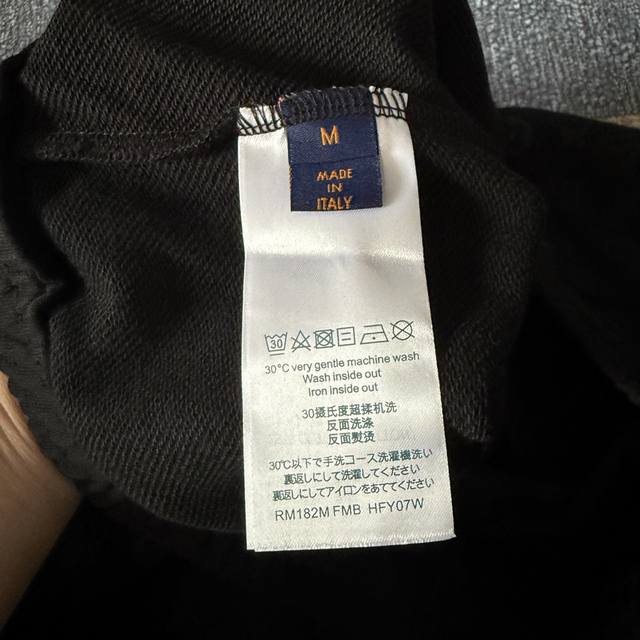 M
MADE
IN
ITALY
30
30°C very gentle machine wash
Wash inside out
Iron inside out
30摄氏度超揉机洗
反面洗涤
反面熨烫
30℃以下で手洗コース洗濯機洗い
裏返しにして洗濯してください
裏返しにしてアイロンをあててください
RM182M FMB HFY07W